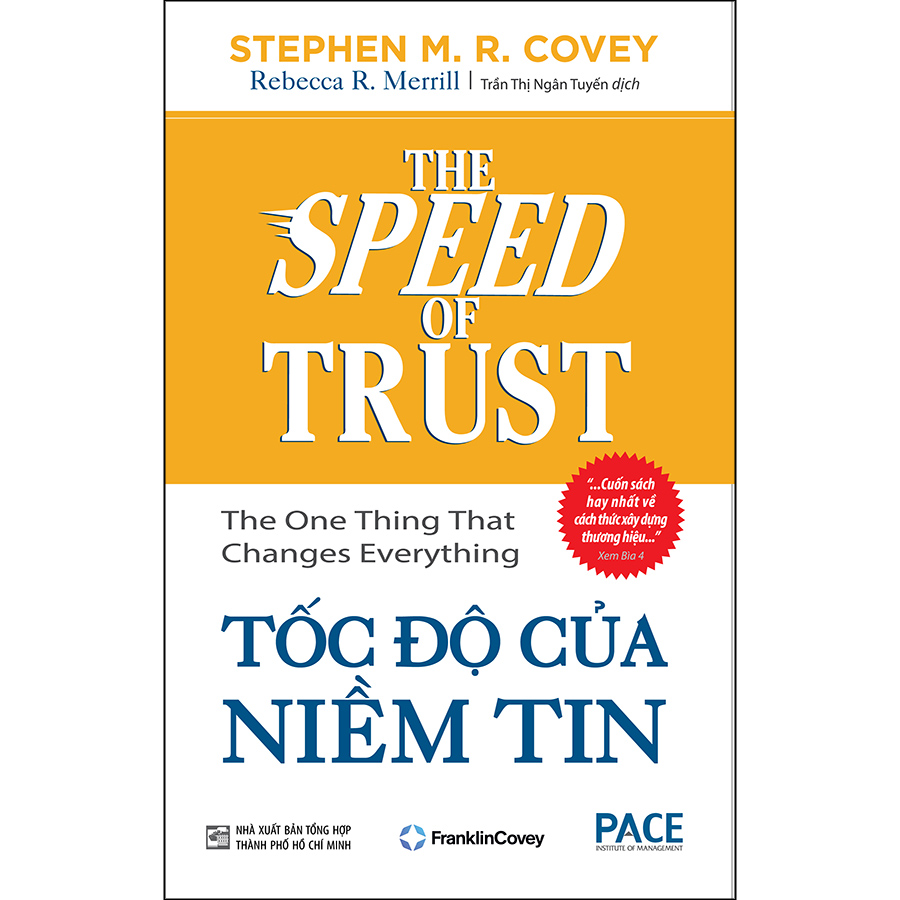 STEPHEN M. R. COVEY
Rebecca R. Merrill | Trần Thị Ngân Tuyến dịch
THE
SPEED
OF
TRUST
"...Cuốn sách
hay nhất về
cách thức xây dựng
thương hiệu..."
Xem Bìa 4
The One Thing That
Changes Everything
TỐC ĐỘ CỦA
NIỀM TIN
NHÀ XUẤT BẢN TỔNG HỢP
THÀNH PHỐ HỒ CHÍ MINH
FranklinCovey
PACE
INSTITUTE OF MANAGEMENT